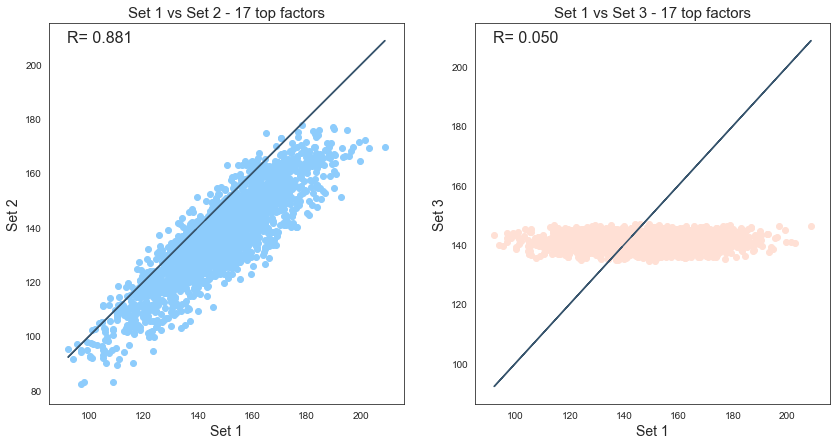 Set 1 vs Set 2 - 17 top factors
R= 0.881
200
180
160
140
120
100
80
Set 2
100 120 140 160 180 200
Set 1
Set 1 vs Set 3 - 17 top factors
R= 0.050
200
180
160
140
120
100
Set 3
100 120 140 160 180 200
Set 1